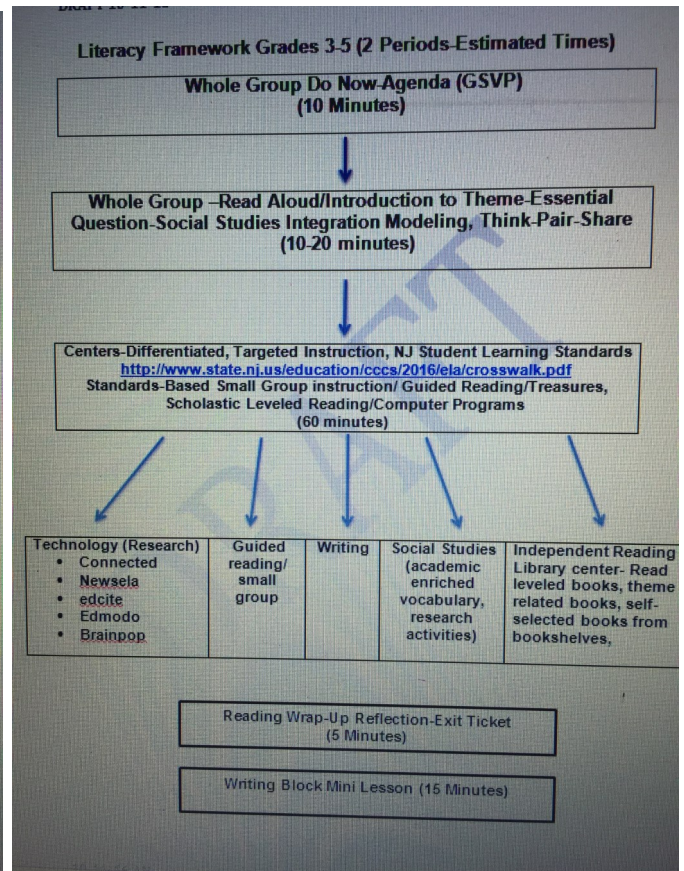 Literacy Framework Grades 3-5 (2 Periods-Estimated Times)
Whole Group Do Now-Agenda (GSVP)
(10 Minutes)
Whole Group –Read Aloud/Introduction to Theme-Essential
Question-Social Studies Integration Modeling, Think-Pair-Share
(10-20 minutes)
Centers-Differentiated, Targeted Instruction, NJ Student Learning Standards
http://www.state.nj.us/education/cccs/2016/ela/crosswalk.pdf
Standards-Based Small Group instruction/ Guided Reading/Treasures,
Scholastic Leveled Reading/Computer Programs
(60 minutes)
Technology (Research)
• Connected
• Newsela
• edcite
• Edmodo
• Brainpop
Guided
reading/
small
group
Writing
Social Studies
(academic
enriched
vocabulary,
research
activities)
Independent Reading
Library center- Read
leveled books, theme
related books, self-
selected books from
bookshelves,
Reading Wrap-Up Reflection-Exit Ticket
(5 Minutes)
Writing Block Mini Lesson (15 Minutes)
DRAFT